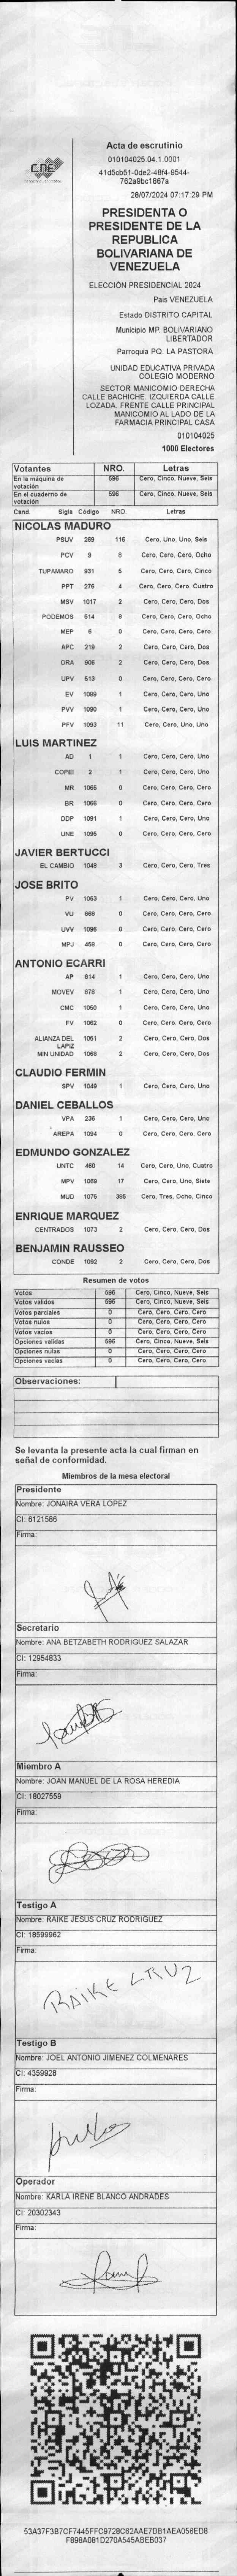 CNE
Acta de escrutinio
010104025.04.1.0001
41d5cb51-0de2-48f4-9544-
762a9bc1867a
28/07/2024 07:17:29 PM
PRESIDENTA O
PRESIDENTE DE LA
REPUBLICA
BOLIVARIANA DE
VENEZUELA
ELECCIÓN PRESIDENCIAL 2024
Pais VENEZUELA
Estado DISTRITO CAPITAL
Municipio MP. BOLIVARIANO
LIBERTADOR
Parroquia PQ. LA PASTORA
UNIDAD EDUCATIVA PRIVADA
COLEGIO MODERNO
SECTOR MANICOMIO DERECHA
CALLE BACHICHE. IZQUIERDA CALLE
LOZADA. FRENTE CALLE PRINCIPAL
MANICOMIO AL LADO DE LA
FARMACIA PRINCIPAL CASA
010104025
1000 Electores
Votantes NRO. Letras
En la máquina de votación 596 Cero, Cinco, Nueve, Seis
En el cuaderno de votación 596 Cero, Cinco, Nueve, Seis
Cand. Sigla Código NRO. Letras
NICOLAS MADURO
PSUV 269 116 Cero, Uno, Uno, Seis
PCV 9 8 Cero, Cero, Cero, Ocho
TUPAMARO 931 5 Cero, Cero, Cero, Cinco
PPT 276 4 Cero, Cero, Cero, Cuatro
MSV 1017 2 Cero, Cero, Cero, Dos
PODEMOS 514 8 Cero, Cero, Cero, Ocho
MEP 6 0 Cero, Cero, Cero, Cero
APC 219 2 Cero, Cero, Cero, Dos
ORA 906 2 Cero, Cero, Cero, Dos
UPV 513 0 Cero, Cero, Cero, Cero
EV 1089 1 Cero, Cero, Cero, Uno
PVV 1090 1 Cero, Cero, Cero, Uno
PFV 1093 11 Cero, Cero, Uno, Uno
LUIS MARTINEZ
AD 1 1 Cero, Cero, Cero, Uno
COPEI 2 1 Cero, Cero, Cero, Uno
MR 1065 0 Cero, Cero, Cero, Cero
BR 1066 0 Cero, Cero, Cero, Cero
DDP 1091 1 Cero, Cero, Cero, Uno
UNE 1095 0 Cero, Cero, Cero, Cero
JAVIER BERTUCCI
EL CAMBIO 1048 3 Cero, Cero, Cero, Tres
JOSE BRITO
PV 1053 1 Cero, Cero, Cero, Uno
VU 868 0 Cero, Cero, Cero, Cero
UVV 1096 0 Cero, Cero, Cero, Cero
MPJ 458 0 Cero, Cero, Cero, Cero
ANTONIO ECARRI
AP 814 1 Cero, Cero, Cero, Uno
MOVEV 878 1 Cero, Cero, Cero, Uno
CMC 1050 1 Cero, Cero, Cero, Uno
FV 1062 0 Cero, Cero, Cero, Cero
ALIANZA DEL LAPIZ 1051 2 Cero, Cero, Cero, Dos
MIN UNIDAD 1068 2 Cero, Cero, Cero, Dos
CLAUDIO FERMIN
SPV 1049 1 Cero, Cero, Cero, Uno
DANIEL CEBALLOS
VPA 236 1 Cero, Cero, Cero, Uno
AREPA 1094 0 Cero, Cero, Cero, Cero
EDMUNDO GONZALEZ
UNTC 460 14 Cero, Cero, Uno, Cuatro
MPV 1069 17 Cero, Cero, Uno, Siete
MUD 1075 385 Cero, Tres, Ocho, Cinco
ENRIQUE MARQUEZ
CENTRADOS 1073 2 Cero, Cero, Cero, Dos
BENJAMIN RAUSSEO
CONDE 1092 2 Cero, Cero, Cero, Dos
Resumen de votos
Votos 596 Cero, Cinco, Nueve, Seis
Votos validos 596 Cero, Cinco, Nueve, Seis
Votos parciales 0 Cero, Cero, Cero, Cero
Votos nulos 0 Cero, Cero, Cero, Cero
Votos vacios 0 Cero, Cero, Cero, Cero
Opciones validas 596 Cero, Cinco, Nueve, Seis
Opciones nulas 0 Cero, Cero, Cero, Cero
Opciones vacias 0 Cero, Cero, Cero, Cero
Observaciones:
Se levanta la presente acta la cual firman en
señal de conformidad.
Miembros de la mesa electoral
Presidente
Nombre: JONAIRA VERA LOPEZ
CI: 6121586
Firma:
Secretario
Nombre: ANA BETZABETH RODRIGUEZ SALAZAR
CI: 12954833
Firma:
Miembro A
Nombre: JOAN MANUEL DE LA ROSA HEREDIA
CI: 18027559
Firma:
Testigo A
Nombre: RAIKE JESUS CRUZ RODRIGUEZ
CI: 18599962
Firma:
RAIKE CRUZ
Testigo B
Nombre: JOEL ANTONIO JIMENEZ COLMENARES
CI: 4359928
Firma:
Operador
Nombre: KARLA IRENE BLANCO ANDRADES
CI: 20302343
Firma:
53A37F3B7CF7445FFC9728C62AAE7DB1AEA056ED8
F898A081D270A545ABEB037